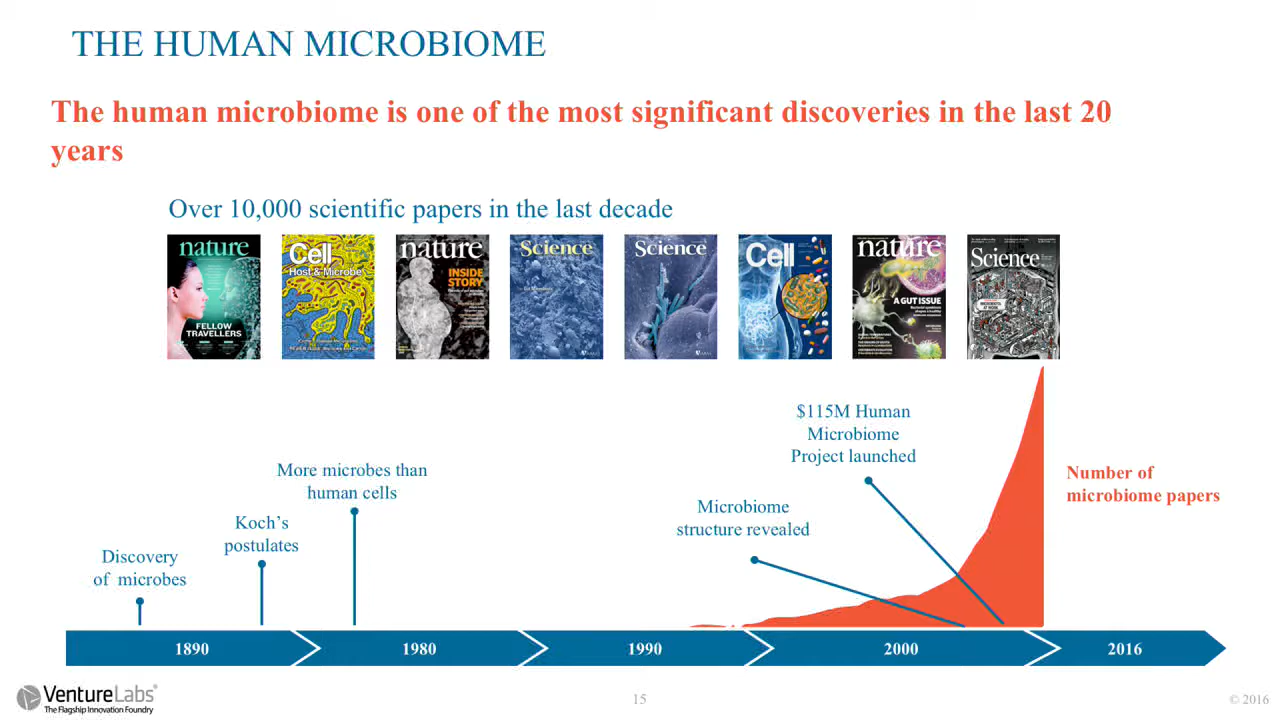 THE HUMAN MICROBIOME
The human microbiome is one of the most significant discoveries in the last 20
years
Over 10,000 scientific papers in the last decade
nature
FELLOW
TRAVELLERS
Cell
Host & Microbe
nature
INSIDE
STORY
Science
Science
Cell
nature
A GUT ISSUE
Science
$115M Human
Microbiome
Project launched
More microbes than
human cells
Number of
microbiome papers
Microbiome
structure revealed
Koch’s
postulates
Discovery
of microbes
1890
1980
1990
2000
2016
VentureLabs®
The Flagship Innovation Foundry
15
© 2016